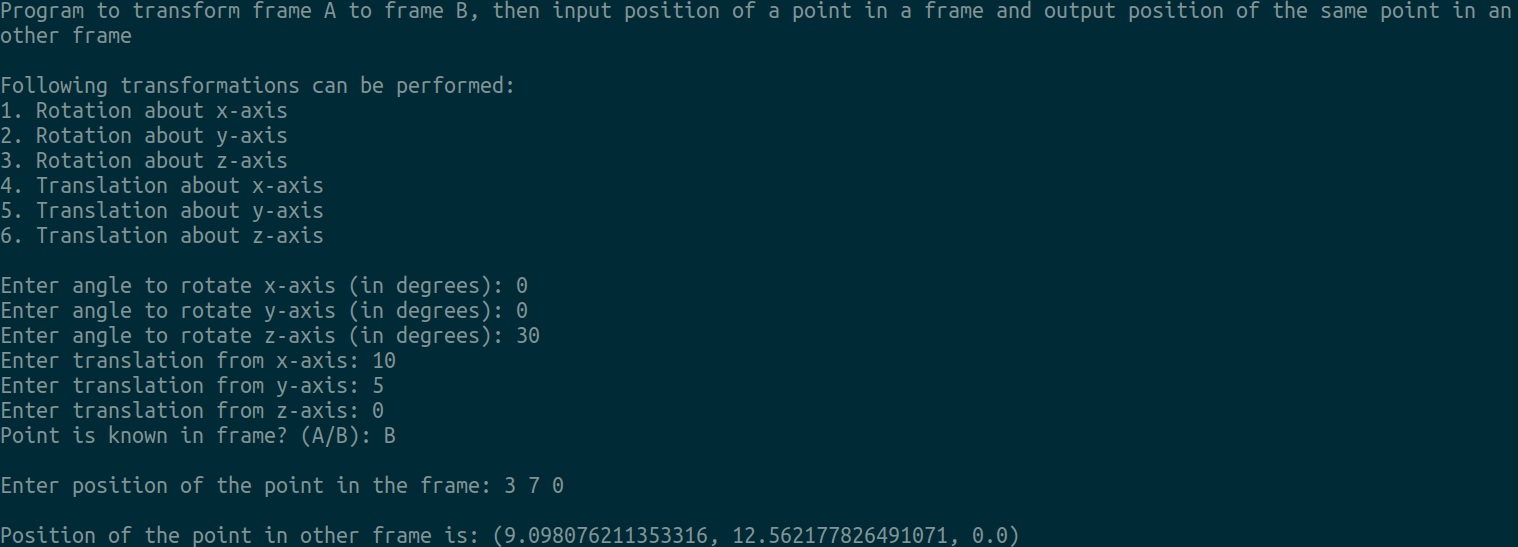 Program to transform frame A to frame B, then input position of a point in a frame and output position of the same point in an
other frame
Following transformations can be performed:
1. Rotation about x-axis
2. Rotation about y-axis
3. Rotation about z-axis
4. Translation about x-axis
5. Translation about y-axis
6. Translation about z-axis
Enter angle to rotate x-axis (in degrees): 0
Enter angle to rotate y-axis (in degrees): 0
Enter angle to rotate z-axis (in degrees): 30
Enter translation from x-axis: 10
Enter translation from y-axis: 5
Enter translation from z-axis: 0
Point is known in frame? (A/B): B
Enter position of the point in the frame: 3 7 0
Position of the point in other frame is: (9.098076211353316, 12.562177826491071, 0.0)